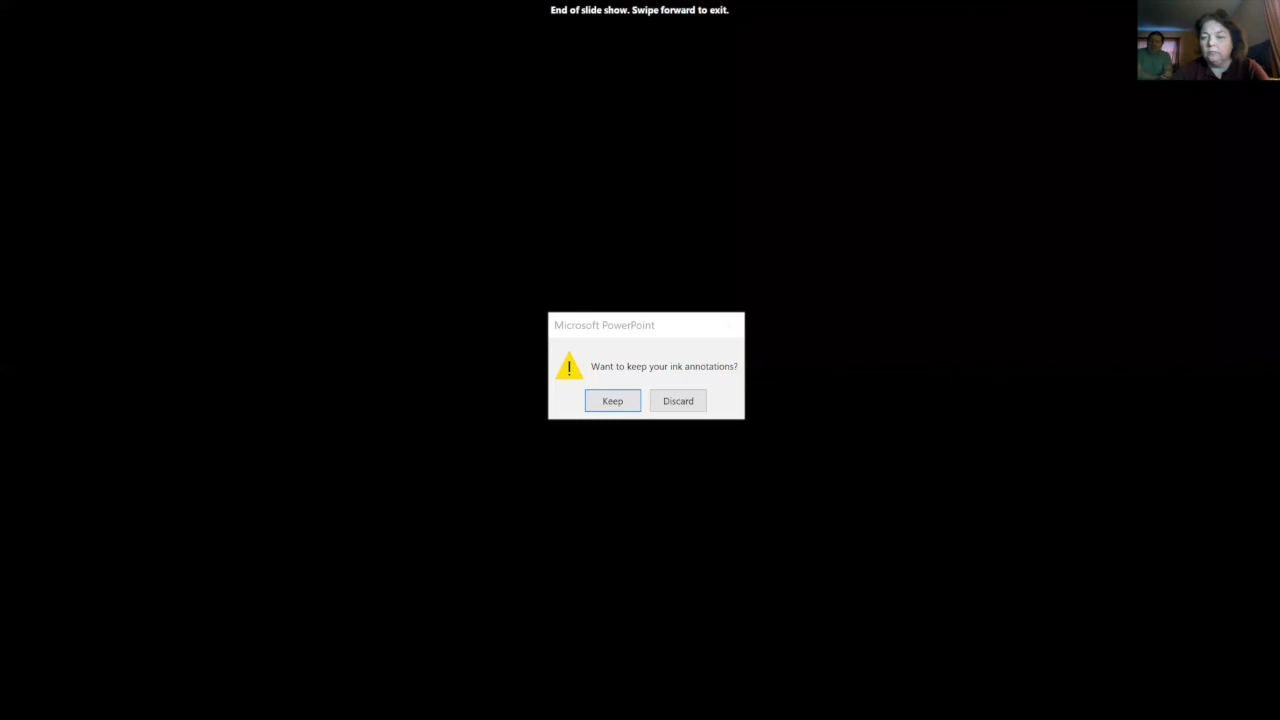 End of slide show. Swipe forward to exit.
Microsoft PowerPoint
Want to keep your ink annotations?
Keep
Discard